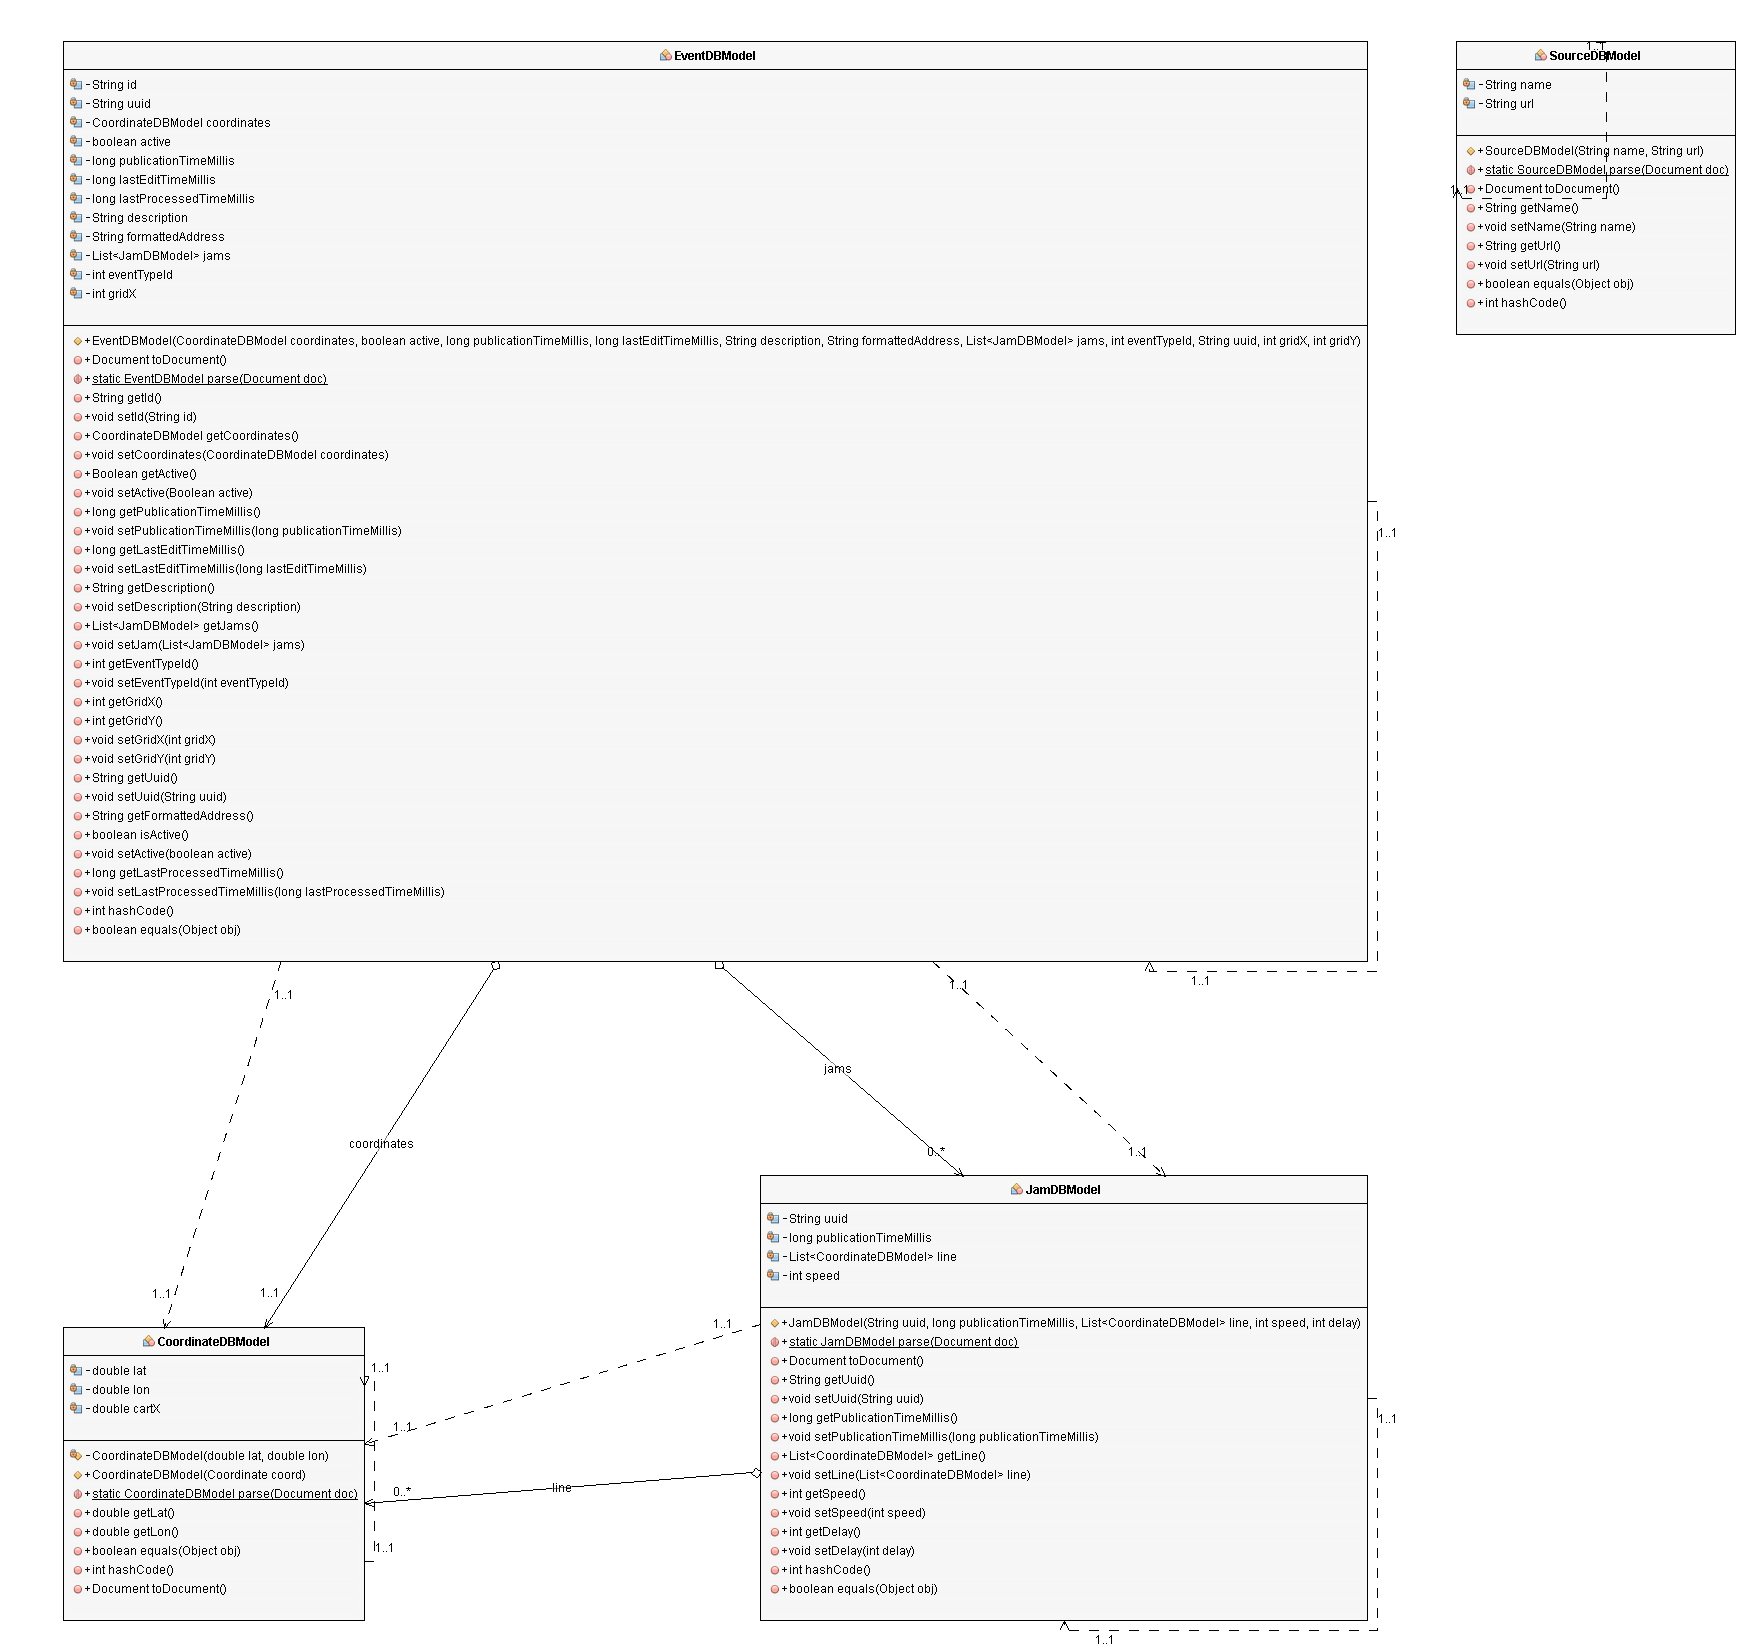 EventDBModel
-String id
-String uuid
-CoordinateDBModel coordinates
-boolean active
-long publicationTimeMillis
-long lastEditTimeMillis
-long lastProcessedTimeMillis
-String description
-String formattedAddress
-List<JamDBModel> jams
-int eventTypeId
-int gridX
+EventDBModel(CoordinateDBModel coordinates, boolean active, long publicationTimeMillis, long lastEditTimeMillis, String description, String formattedAddress, List<JamDBModel> jams, int eventTypeId, String uuid, int gridX, int gridY)
+Document toDocument()
+static EventDBModel parse(Document doc)
+String getId()
+void setId(String id)
+CoordinateDBModel getCoordinates()
+void setCoordinates(CoordinateDBModel coordinates)
+Boolean getActive()
+void setActive(Boolean active)
+long getPublicationTimeMillis()
+void setPublicationTimeMillis(long publicationTimeMillis)
+long getLastEditTimeMillis()
+void setLastEditTimeMillis(long lastEditTimeMillis)
+String getDescription()
+void setDescription(String description)
+List<JamDBModel> getJams()
+void setJam(List<JamDBModel> jams)
+int getEventTypeId()
+void setEventTypeId(int eventTypeId)
+int getGridX()
+int getGridY()
+void setGridX(int gridX)
+void setGridY(int gridY)
+String getUuid()
+void setUuid(String uuid)
+String getFormattedAddress()
+boolean isActive()
+void setActive(boolean active)
+long getLastProcessedTimeMillis()
+void setLastProcessedTimeMillis(long lastProcessedTimeMillis)
+int hashCode()
+boolean equals(Object obj)
1..1
1..1
1..1
SourceDBModel
-String name
-String url
+SourceDBModel(String name, String url)
+static SourceDBModel parse(Document doc)
1..1
+Document toDocument()
+String getName()
+void setName(String name)
+String getUrl()
+void setUrl(String url)
+boolean equals(Object obj)
+int hashCode()
1..1
1..1
jams
coordinates
0..*
1..1
1..1
1..1
CoordinateDBModel
-double lat
-double lon
-double cartX
-CoordinateDBModel(double lat, double lon)
+CoordinateDBModel(Coordinate coord)
+static CoordinateDBModel parse(Document doc)
+double getLat()
+double getLon()
+boolean equals(Object obj)
+int hashCode()
+Document toDocument()
1..1
1..1
1..1
1..1
0..*
line
JamDBModel
-String uuid
-long publicationTimeMillis
-List<CoordinateDBModel> line
-int speed
+JamDBModel(String uuid, long publicationTimeMillis, List<CoordinateDBModel> line, int speed, int delay)
+static JamDBModel parse(Document doc)
+Document toDocument()
+String getUuid()
+void setUuid(String uuid)
+long getPublicationTimeMillis()
+void setPublicationTimeMillis(long publicationTimeMillis)
+List<CoordinateDBModel> getLine()
+void setLine(List<CoordinateDBModel> line)
+int getSpeed()
+void setSpeed(int speed)
+int getDelay()
+void setDelay(int delay)
+int hashCode()
+boolean equals(Object obj)
1..1
1..1